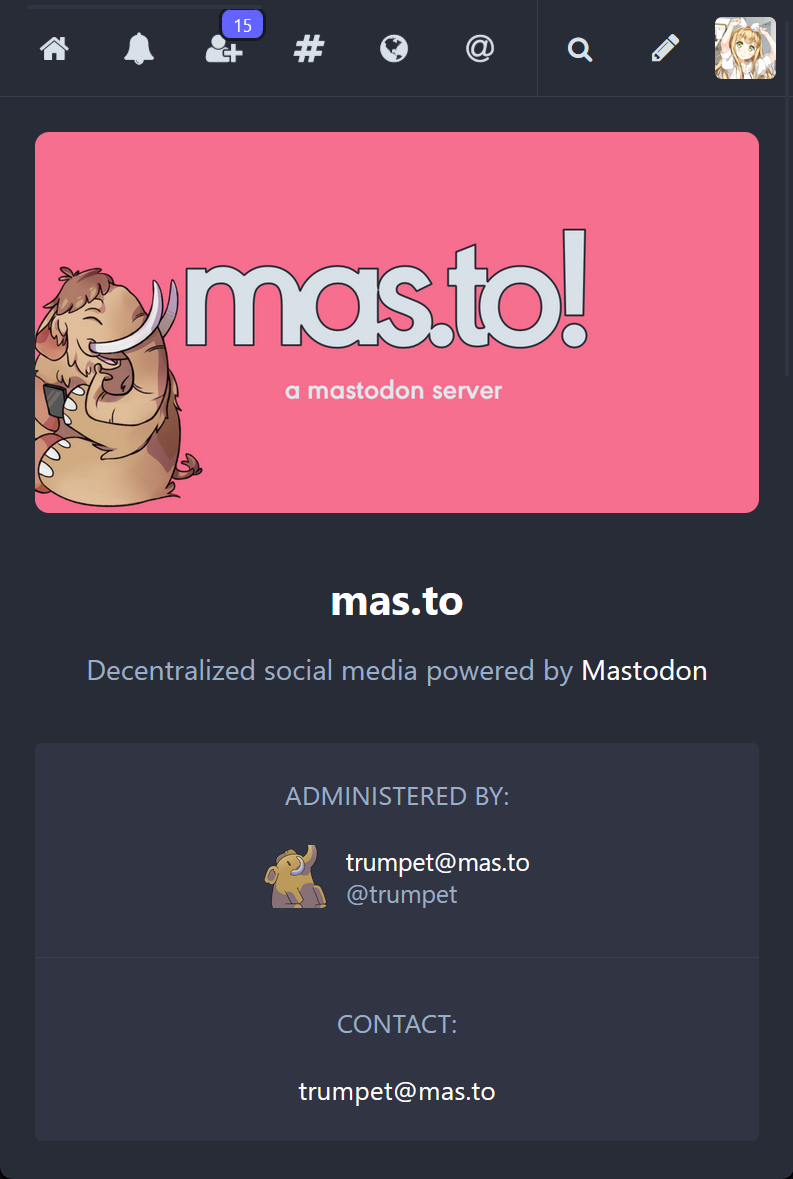 15
mas.to!
a mastodon server
mas.to
Decentralized social media powered by Mastodon
ADMINISTERED BY:
trumpet@mas.to
@trumpet
CONTACT:
trumpet@mas.to